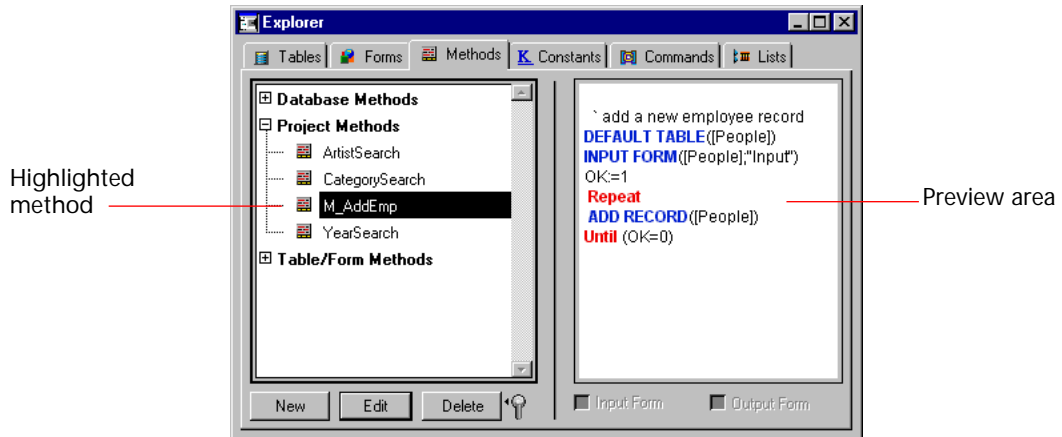 Explorer
Tables Forms Methods K Constants Commands Lists
Database Methods
Project Methods
ArtistSearch
CategorySearch
M_AddEmp
YearSearch
Table/Form Methods
` add a new employee record
DEFAULT TABLE([People])
INPUT FORM([People];"Input")
OK:=1
Repeat
ADD RECORD([People])
Until (OK=0)
Highlighted
method
Preview area
New Edit Delete
Input Form Output Form